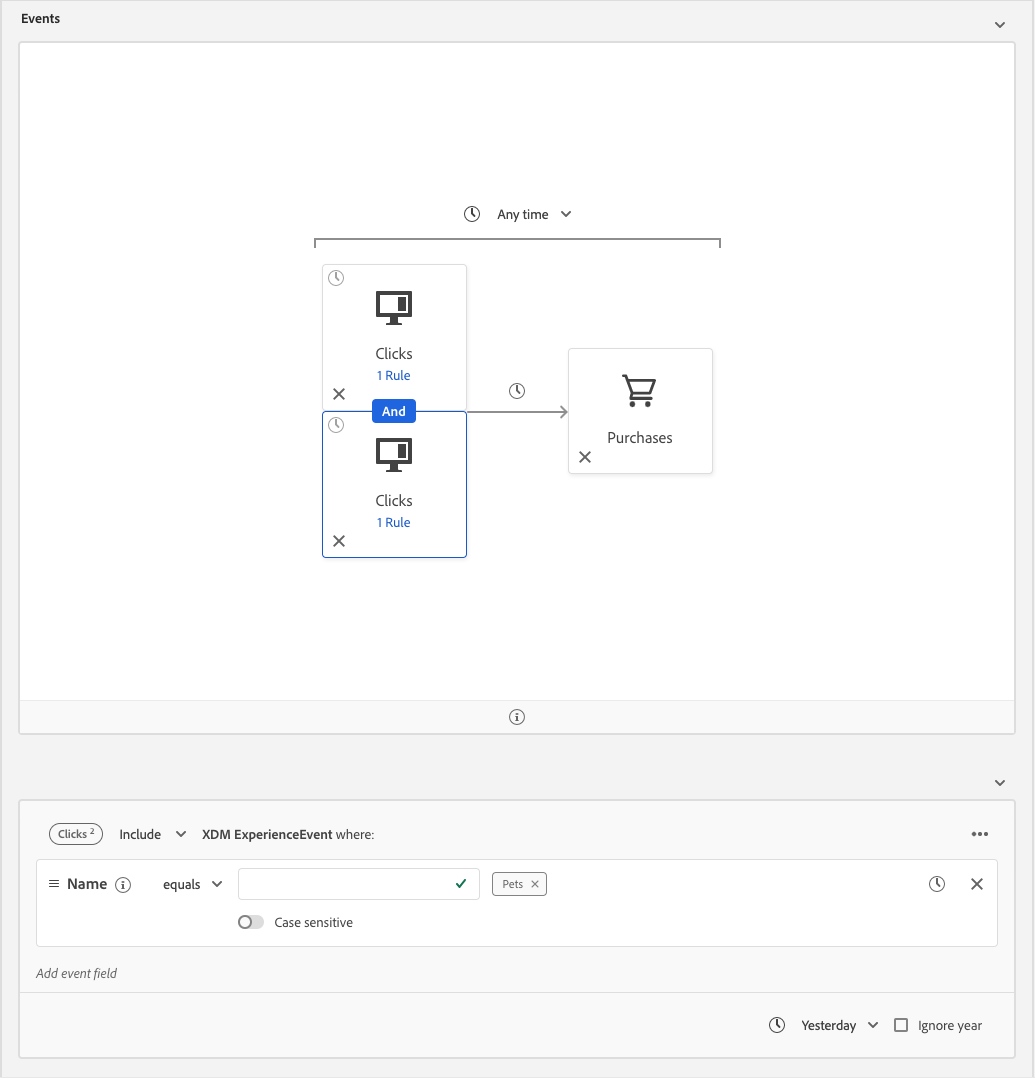 Events
Any time
Clicks
1 Rule
And
Clicks
1 Rule
Purchases
Clicks 2 Include XDM ExperienceEvent where:
Name equals Pets
Case sensitive
Add event field
Yesterday Ignore year